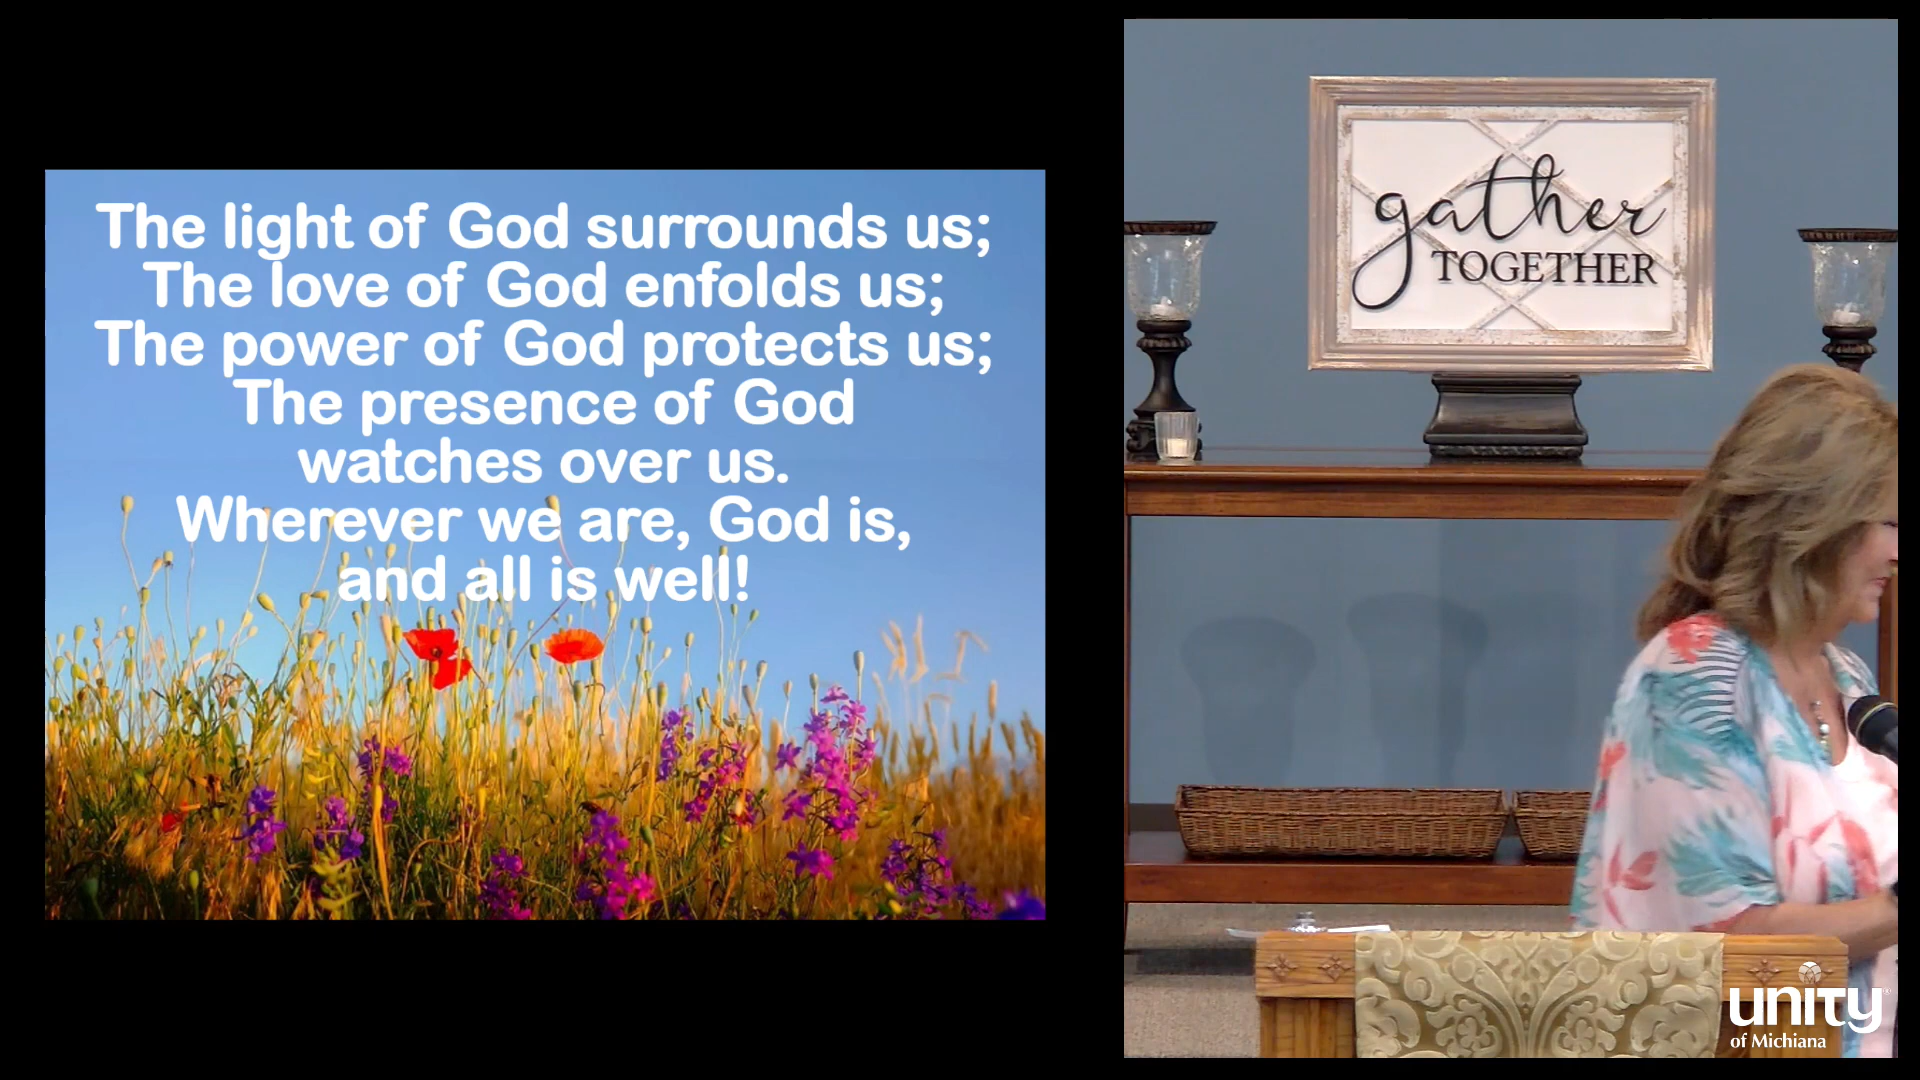 The light of God surrounds us;
The love of God enfolds us;
The power of God protects us;
The presence of God
watches over us.
Wherever we are, God is,
and all is well!
gather
TOGETHER
unity
of Michiana